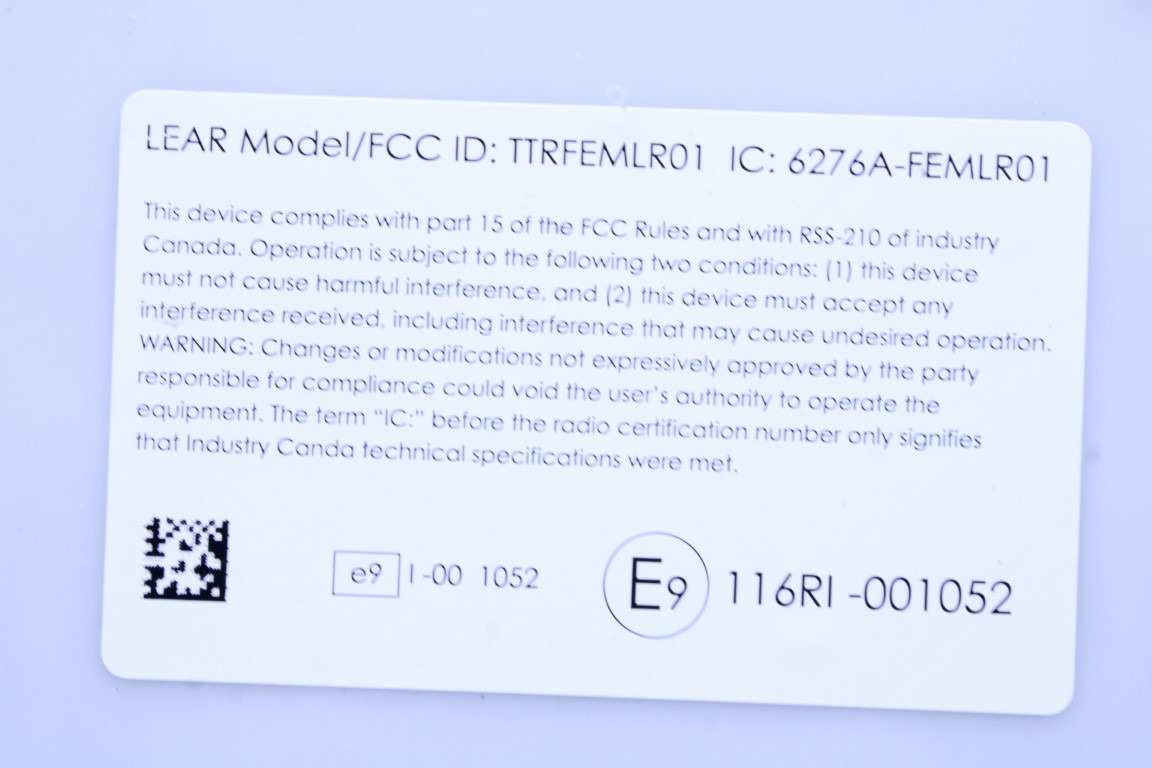 LEAR Model/FCC ID: TTRFEMLR01 IC: 6276A-FEMLR01
This device complies with part 15 of the FCC Rules and with RSS-210 of industry
Canada. Operation is subject to the following two conditions: (1) this device
must not cause harmful interference, and (2) this device must accept any
interference received, including interference that may cause undesired operation.
WARNING: Changes or modifications not expressively approved by the party
responsible for compliance could void the user's authority to operate the
equipment. The term “IC:” before the radio certification number only signifies
that Industry Canda technical specifications were met.
e9 I -00 1052 E9 116RI -001052